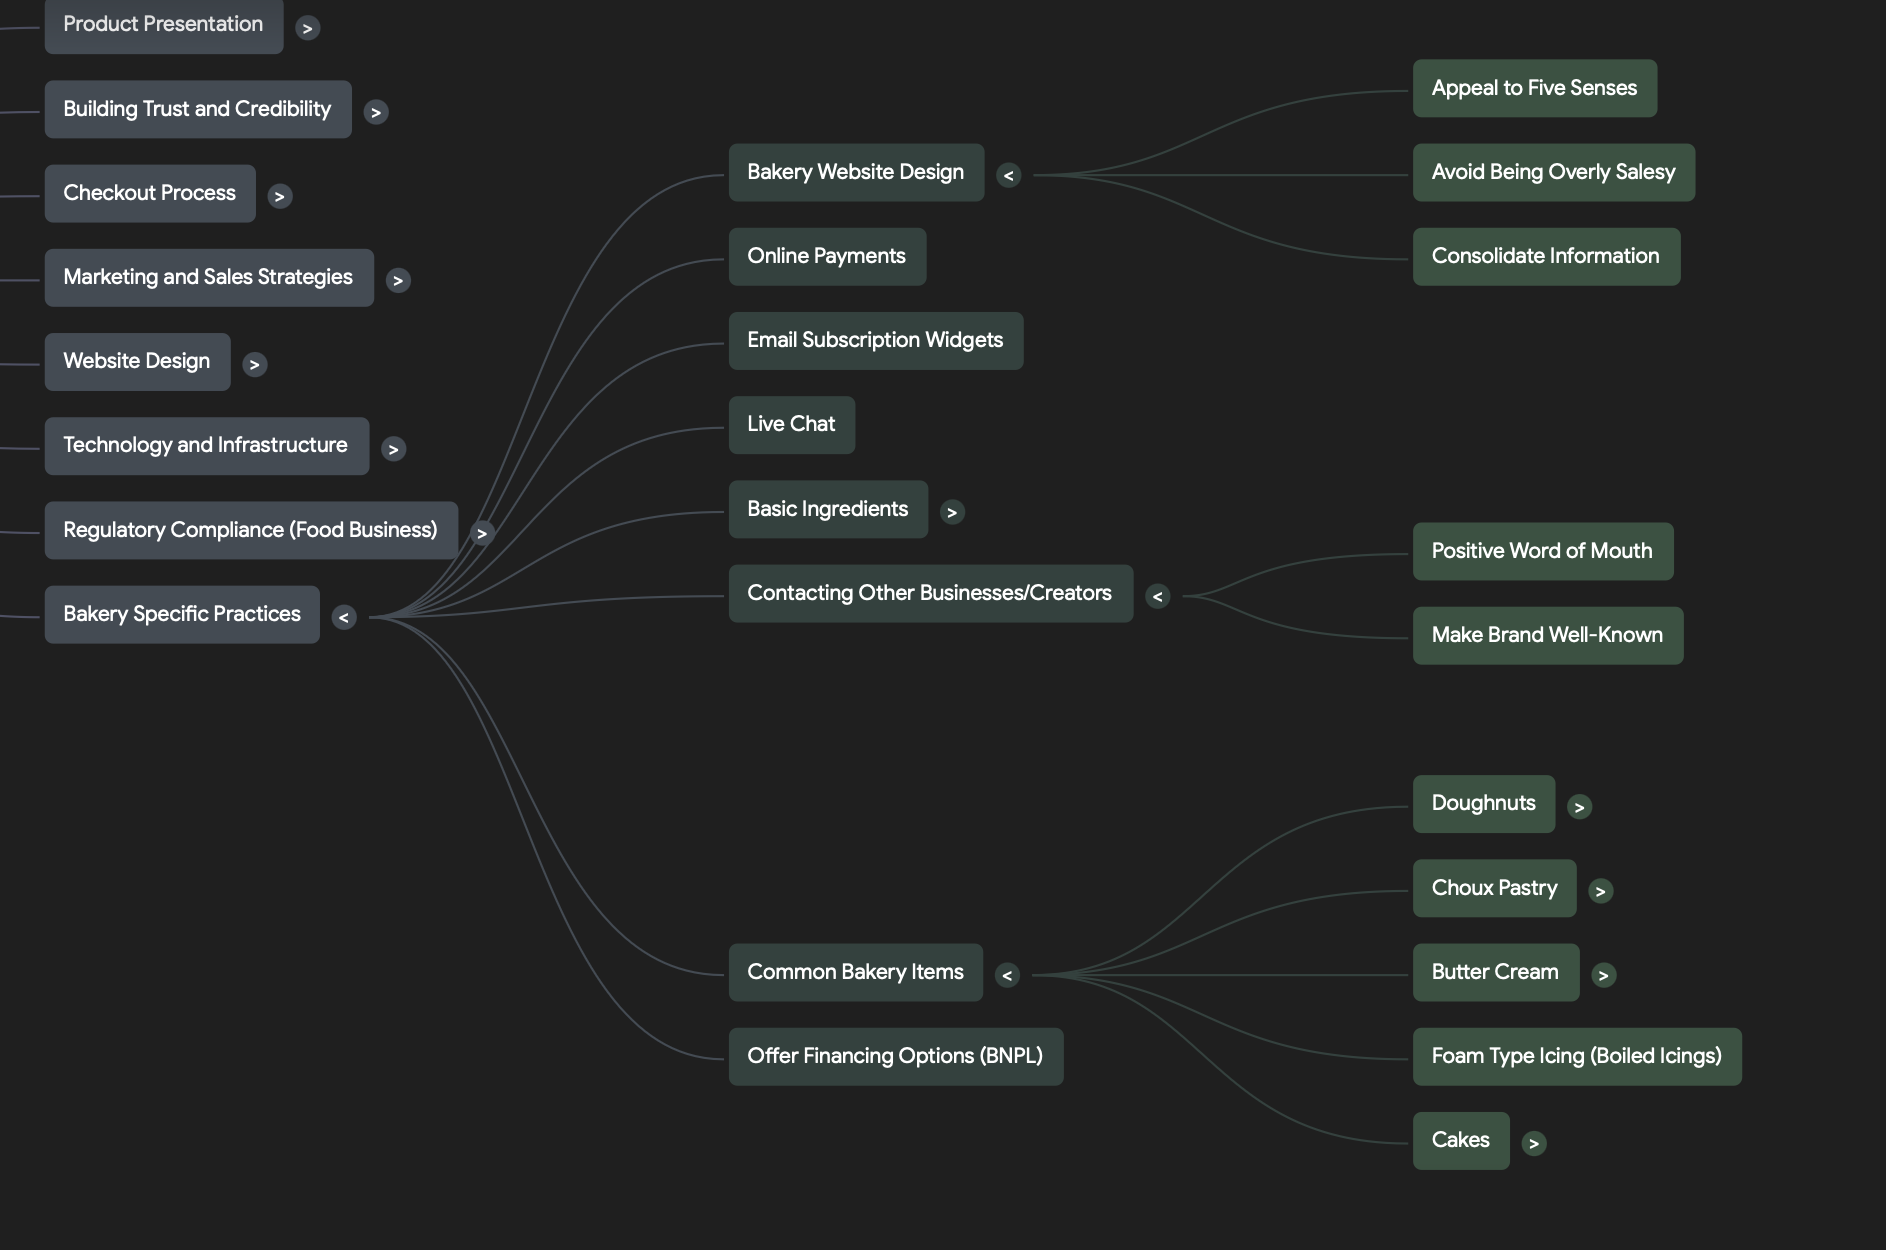 Product Presentation >
Building Trust and Credibility >
Checkout Process >
Marketing and Sales Strategies >
Website Design >
Technology and Infrastructure >
Regulatory Compliance (Food Business) >
Bakery Specific Practices <
Bakery Website Design <
Online Payments
Email Subscription Widgets
Live Chat
Basic Ingredients >
Contacting Other Businesses/Creators <
Common Bakery Items <
Offer Financing Options (BNPL)
Appeal to Five Senses
Avoid Being Overly Salesy
Consolidate Information
Positive Word of Mouth
Make Brand Well-Known
Doughnuts >
Choux Pastry >
Butter Cream >
Foam Type Icing (Boiled Icings)
Cakes >